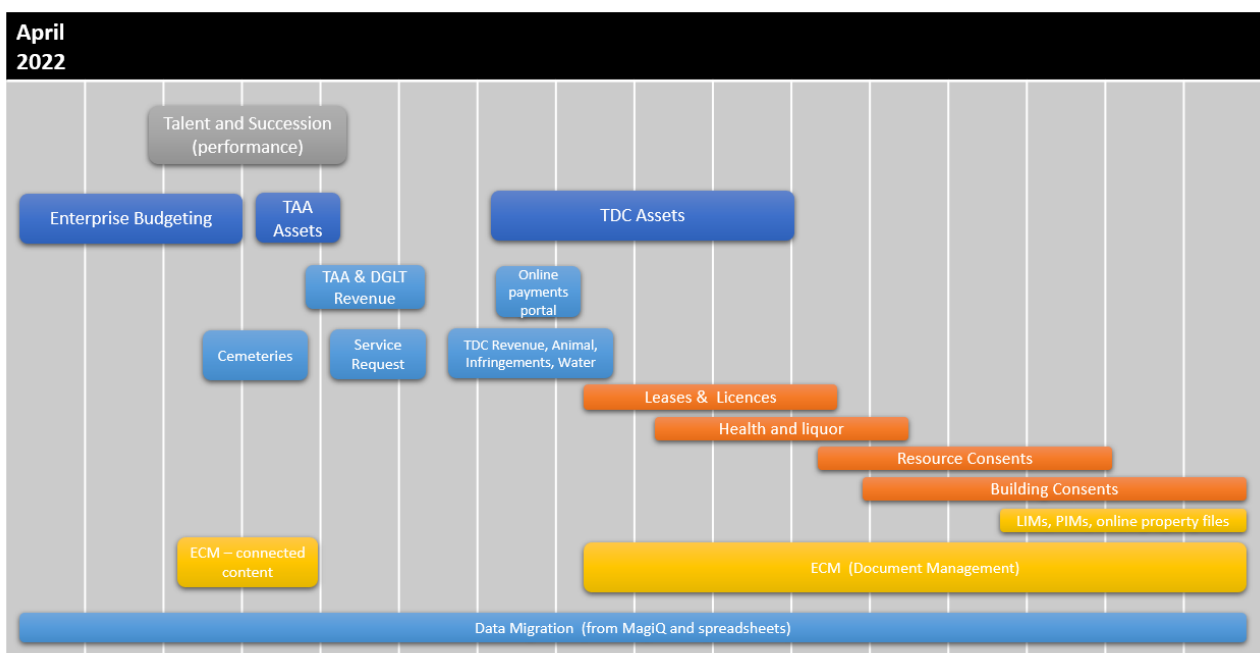 April
2022
Talent and Succession
(performance)
Enterprise Budgeting
TAA
Assets
TDC Assets
TAA & DGLT
Revenue
Online
payments
portal
Cemeteries
Service
Request
TDC Revenue, Animal,
Infringements, Water
Leases &  Licences
Health and liquor
Resource Consents
Building Consents
LIMs, PIMs, online property files
ECM – connected
content
ECM  (Document Management)
Data Migration  (from MagiQ and spreadsheets)